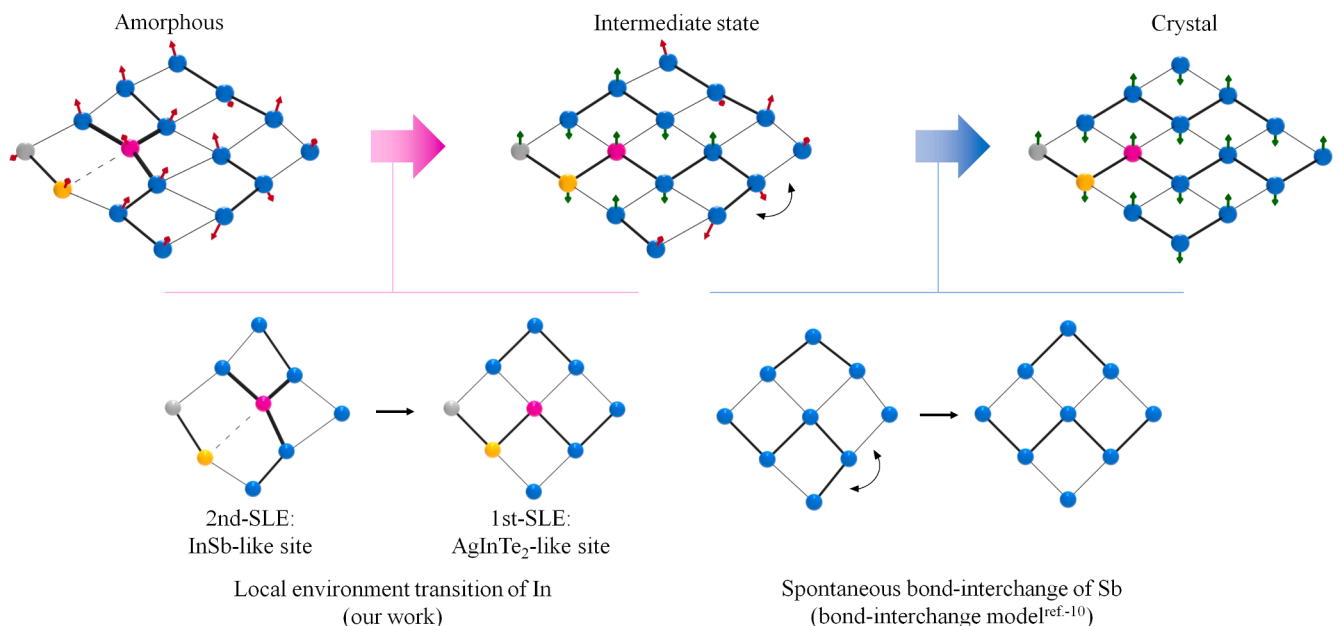 Amorphous
Intermediate state
Crystal
2nd-SLE:
InSb-like site
1st-SLE:
AgInTe₂-like site
Local environment transition of In
(our work)
Spontaneous bond-interchange of Sb
(bond-interchange model^ref.-10)